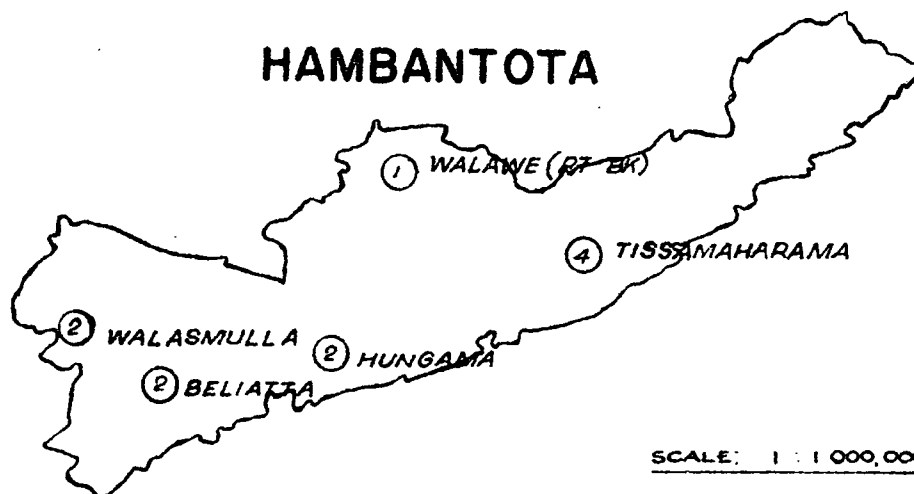 HAMBANTOTA
1 WALAWE (RT BK)
4 TISSAMAHARAMA
2 WALASMULLA
2 HUNGAMA
2 BELIATTA
SCALE: 1 : 1 000,00